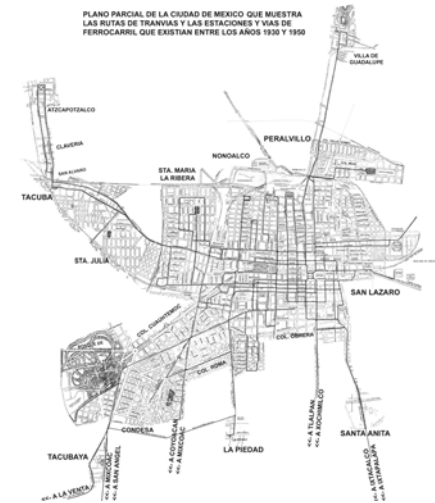 PLANO PARCIAL DE LA CIUDAD DE MEXICO QUE MUESTRA
LAS RUTAS DE TRANVIAS Y LAS ESTACIONES Y VIAS DE
FERROCARRIL QUE EXISTIAN ENTRE LOS AÑOS 1930 Y 1950
VILLA DE
GUADALUPE
ATZCAPOTZALCO
CLAVERIA
PERALVILLO
NONOALCO
SAN ALVARO
STA. MARIA
LA RIBERA
TACUBA
STA. JULIA
SAN LAZARO
COL. CUAUHTEMOC
COL. OBRERA
COL. ROMA
CONDESA
LA PIEDAD
SANTA ANITA
TACUBAYA
<<- A LA VENTA
<<- A MIXCOAC
<<- A SAN ANGEL
<<- A COYOACAN
<<- A MIXCOAC
<<- A TLALPAN
<<- A XOCHIMILCO
<<- A IXTACALCO
<<- A IXTAPALAPA